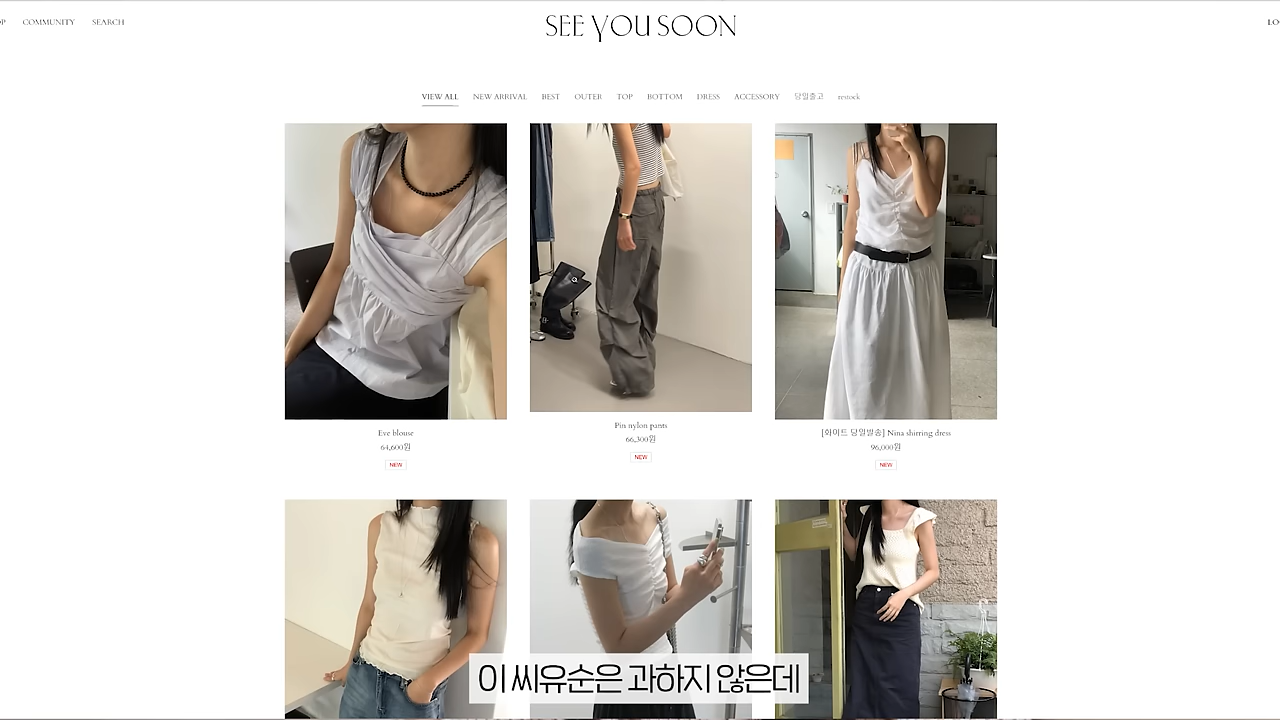 OP COMMUNITY SEARCH
SEE YOU SOON
LO
VIEW ALL NEW ARRIVAL BEST OUTER TOP BOTTOM DRESS ACCESSORY 당일출고 restock
Eve blouse
64,600원
NEW
Pin nylon pants
66,300원
NEW
[화이트 당일발송] Nina shirring dress
96,000원
NEW
이 씨유순은 과하지 않은데